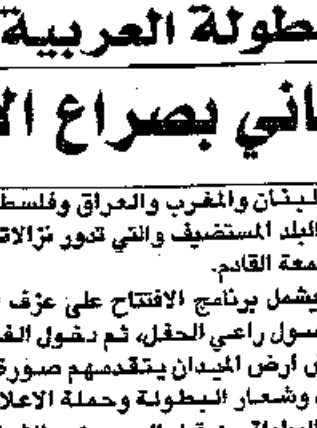 طولة العربية
اني بصراع ال
لبنان والمغرب والعراق وفلسط
البلد المستضيف والتي تدور نزالات
معة القادم.
يشمل برنامج الافتتاح على عزف
سول راعي الحفل، ثم دخول الف
ض ارض الميدان يتقدمهم صورة
وشعار البطولة وحملة الاعلا